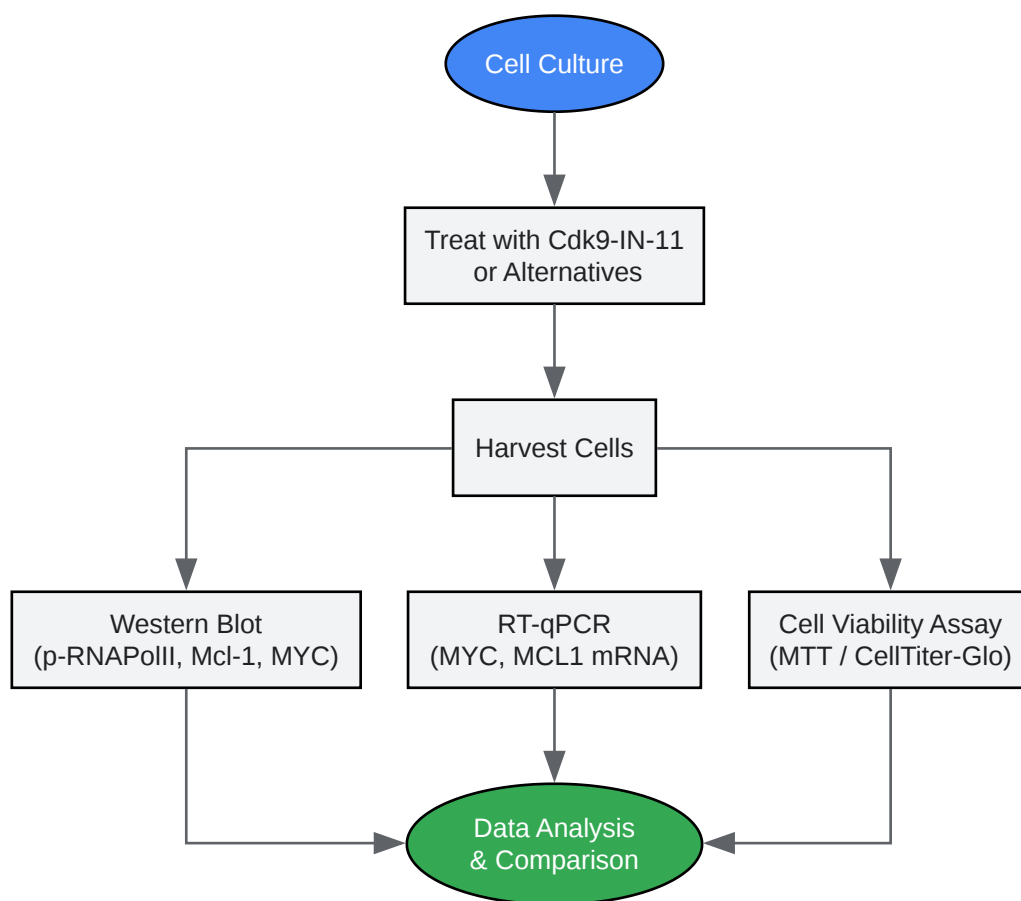 Cell Culture
Treat with Cdk9-IN-11
or Alternatives
Harvest Cells
Western Blot
(p-RNAPolII, Mcl-1, MYC)
RT-qPCR
(MYC, MCL1 mRNA)
Cell Viability Assay
(MTT / CellTiter-Glo)
Data Analysis
& Comparison